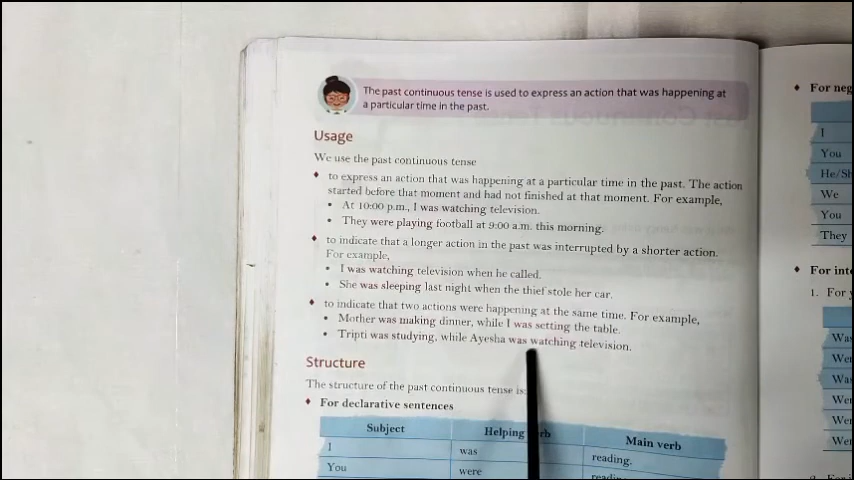 The past continuous tense is used to express an action that was happening at
a particular time in the past.
Usage
We use the past continuous tense
♦ to express an action that was happening at a particular time in the past. The action
started before that moment and had not finished at that moment. For example,
• At 10:00 p.m., I was watching television.
• They were playing football at 9:00 a.m. this morning.
♦ to indicate that a longer action in the past was interrupted by a shorter action.
For example,
• I was watching television when he called.
• She was sleeping last night when the thief stole her car.
♦ to indicate that two actions were happening at the same time. For example,
• Mother was making dinner, while I was setting the table.
• Tripti was studying, while Ayesha was watching television.
Structure
The structure of the past continuous tense is:
♦ For declarative sentences
Subject Helping Main verb
I was reading.
You were
♦ For
I
You
We
You
They
♦ For
1. For